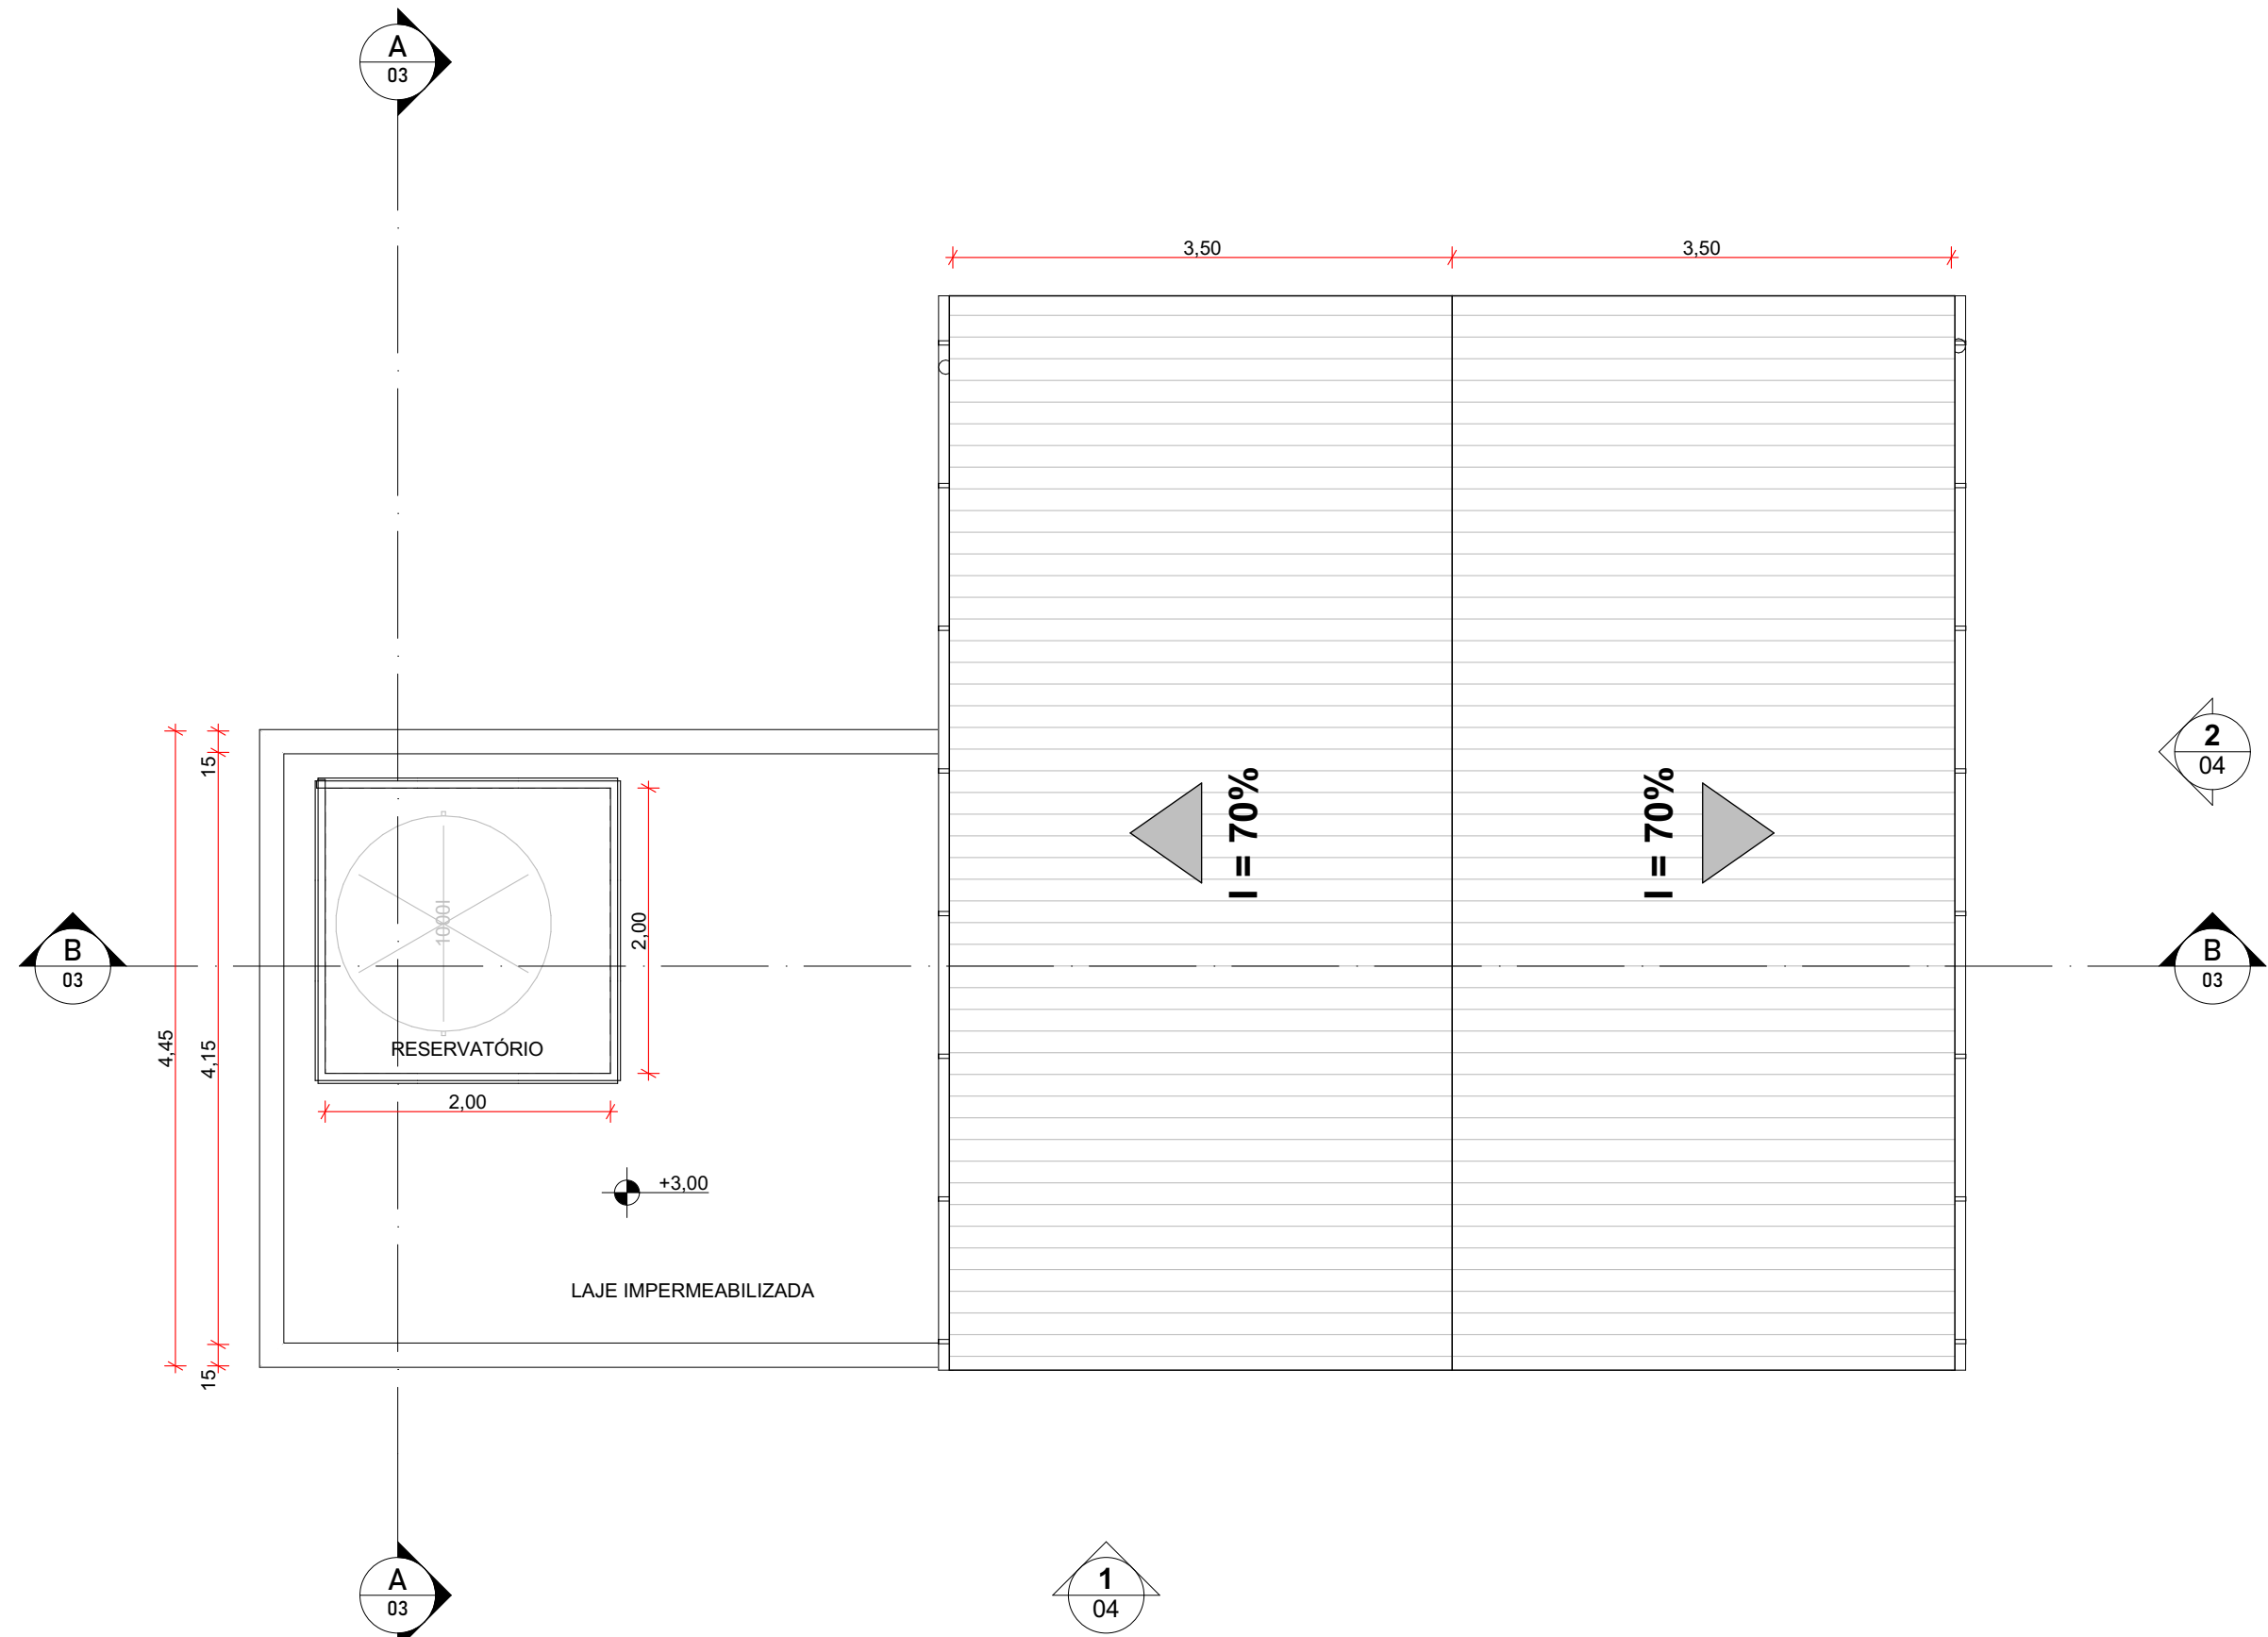 A
03
3,50
3,50
15
2
04
I = 70%
I = 70%
1000l
2,00
B
03
B
03
4,45
4,15
RESERVATÓRIO
2,00
+3,00
LAJE IMPERMEABILIZADA
15
A
03
1
04